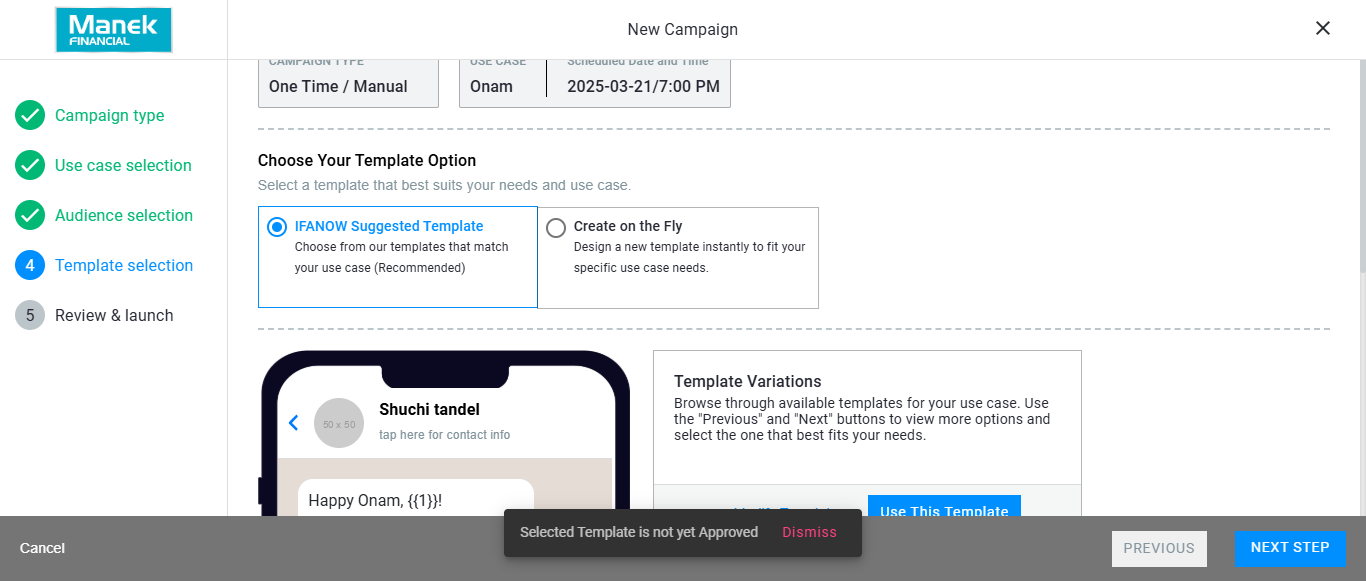 Manek
FINANCIAL
New Campaign
CAMPAIGN TYPE
One Time / Manual
USE CASE
Onam
Scheduled Date and Time
2025-03-21/7:00 PM
Campaign type
Use case selection
Audience selection
4
Template selection
5
Review & launch
Choose Your Template Option
Select a template that best suits your needs and use case.
IFANOW Suggested Template
Choose from our templates that match
your use case (Recommended)
Create on the Fly
Design a new template instantly to fit your
specific use case needs.
50 x 50
Shuchi tandel
tap here for contact info
Happy Onam, {{1}}!
Template Variations
Browse through available templates for your use case. Use
the "Previous" and "Next" buttons to view more options and
select the one that best fits your needs.
Use This Template
Selected Template is not yet Approved
Dismiss
Cancel
PREVIOUS
NEXT STEP